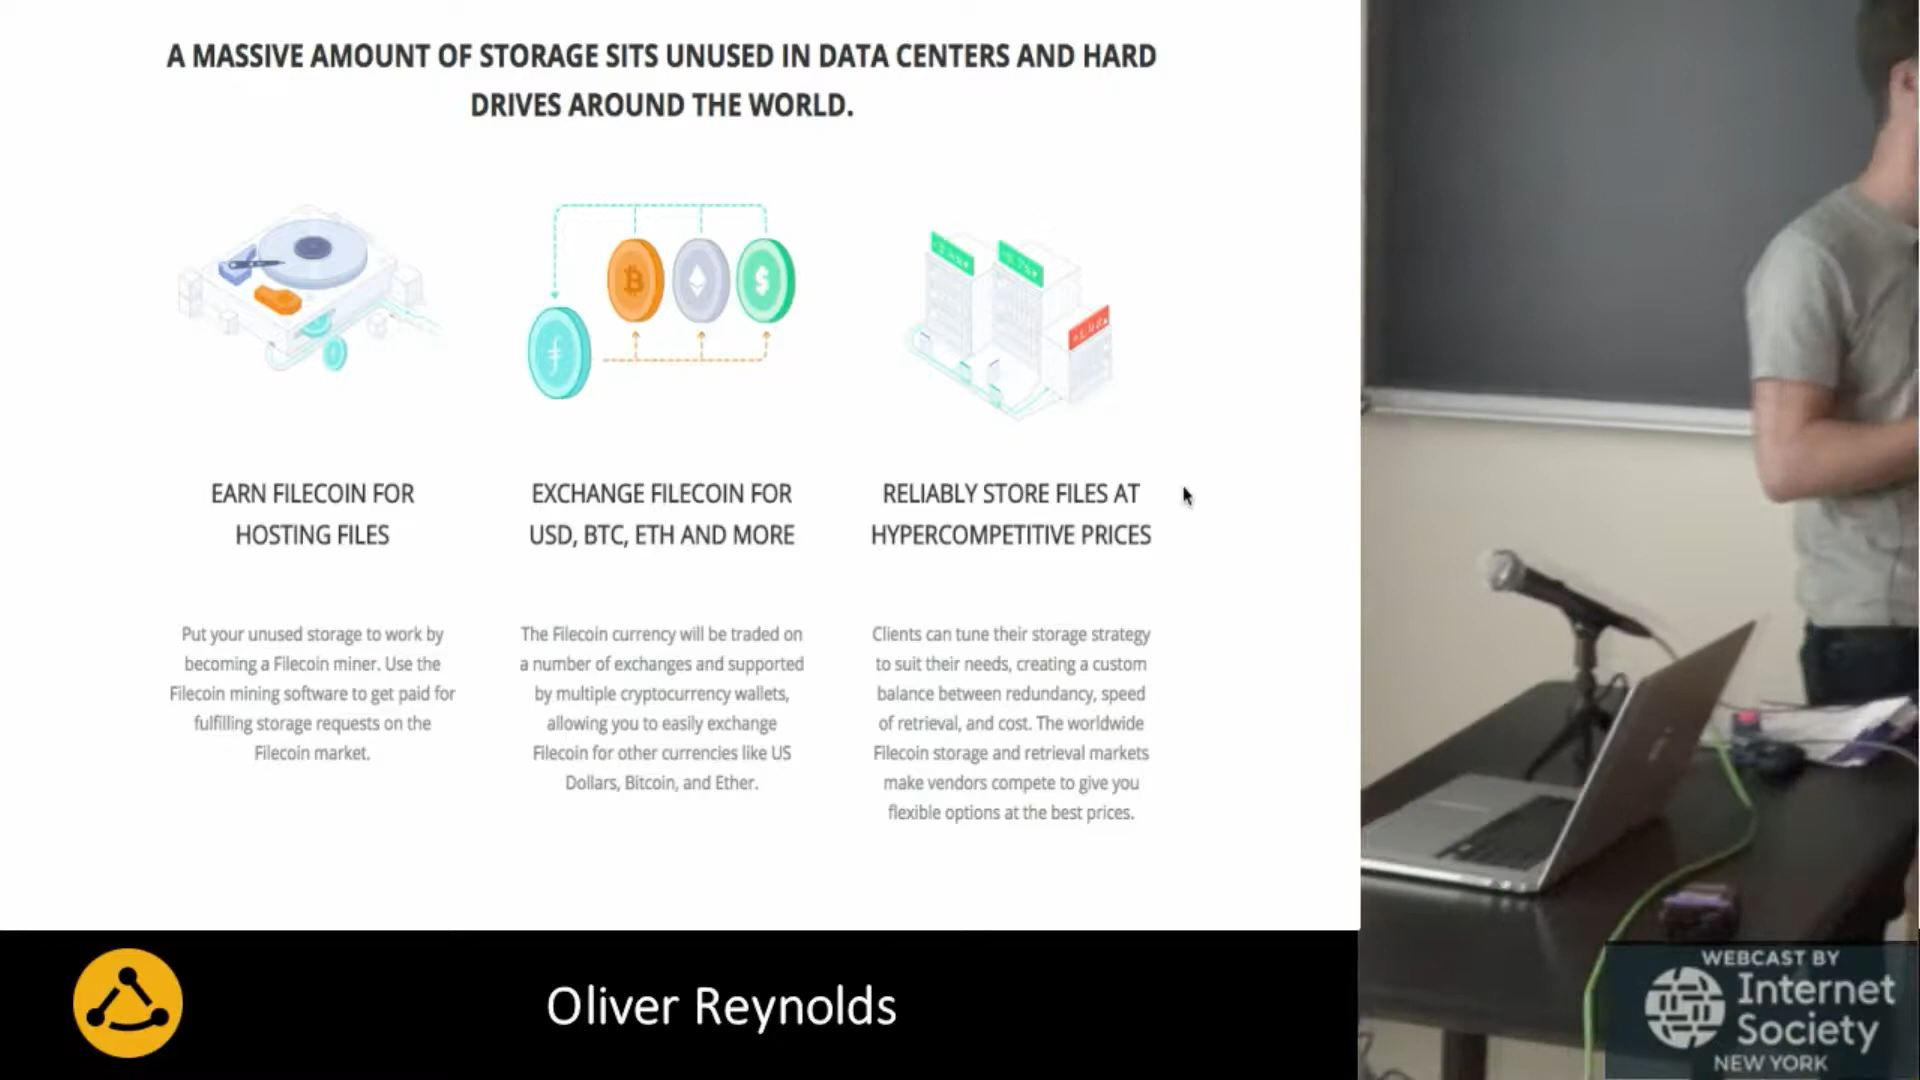 A MASSIVE AMOUNT OF STORAGE SITS UNUSED IN DATA CENTERS AND HARD
DRIVES AROUND THE WORLD.
EARN FILECOIN FOR
HOSTING FILES
Put your unused storage to work by
becoming a Filecoin miner. Use the
Filecoin mining software to get paid for
fulfilling storage requests on the
Filecoin market.
EXCHANGE FILECOIN FOR
USD, BTC, ETH AND MORE
The Filecoin currency will be traded on
a number of exchanges and supported
by multiple cryptocurrency wallets,
allowing you to easily exchange
Filecoin for other currencies like US
Dollars, Bitcoin, and Ether.
RELIABLY STORE FILES AT
HYPERCOMPETITIVE PRICES
Clients can tune their storage strategy
to suit their needs, creating a custom
balance between redundancy, speed
of retrieval, and cost. The worldwide
Filecoin storage and retrieval markets
make vendors compete to give you
flexible options at the best prices.
Oliver Reynolds
WEBCAST BY
Internet
Society
NEW YORK